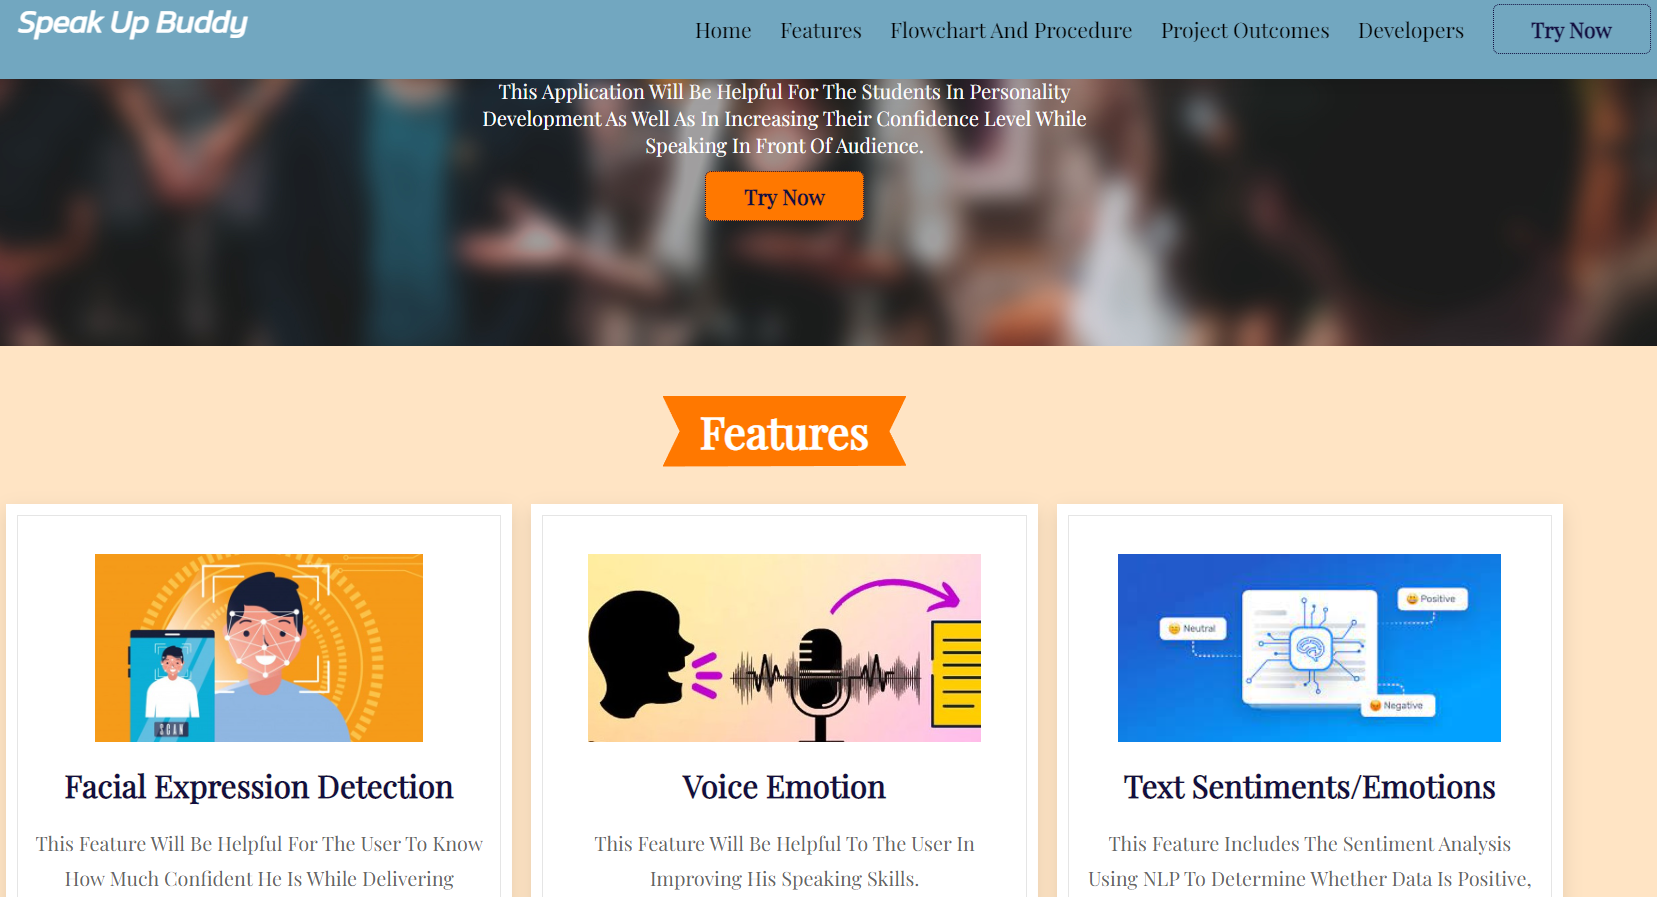 Speak Up Buddy
Home Features Flowchart And Procedure Project Outcomes Developers Try Now
This Application Will Be Helpful For The Students In Personality
Development As Well As In Increasing Their Confidence Level While
Speaking In Front Of Audience.
Try Now
Features
SCAN
Neutral
Positive
Negative
Facial Expression Detection
This Feature Will Be Helpful For The User To Know
How Much Confident He Is While Delivering
Voice Emotion
This Feature Will Be Helpful To The User In
Improving His Speaking Skills.
Text Sentiments/Emotions
This Feature Includes The Sentiment Analysis
Using NLP To Determine Whether Data Is Positive,